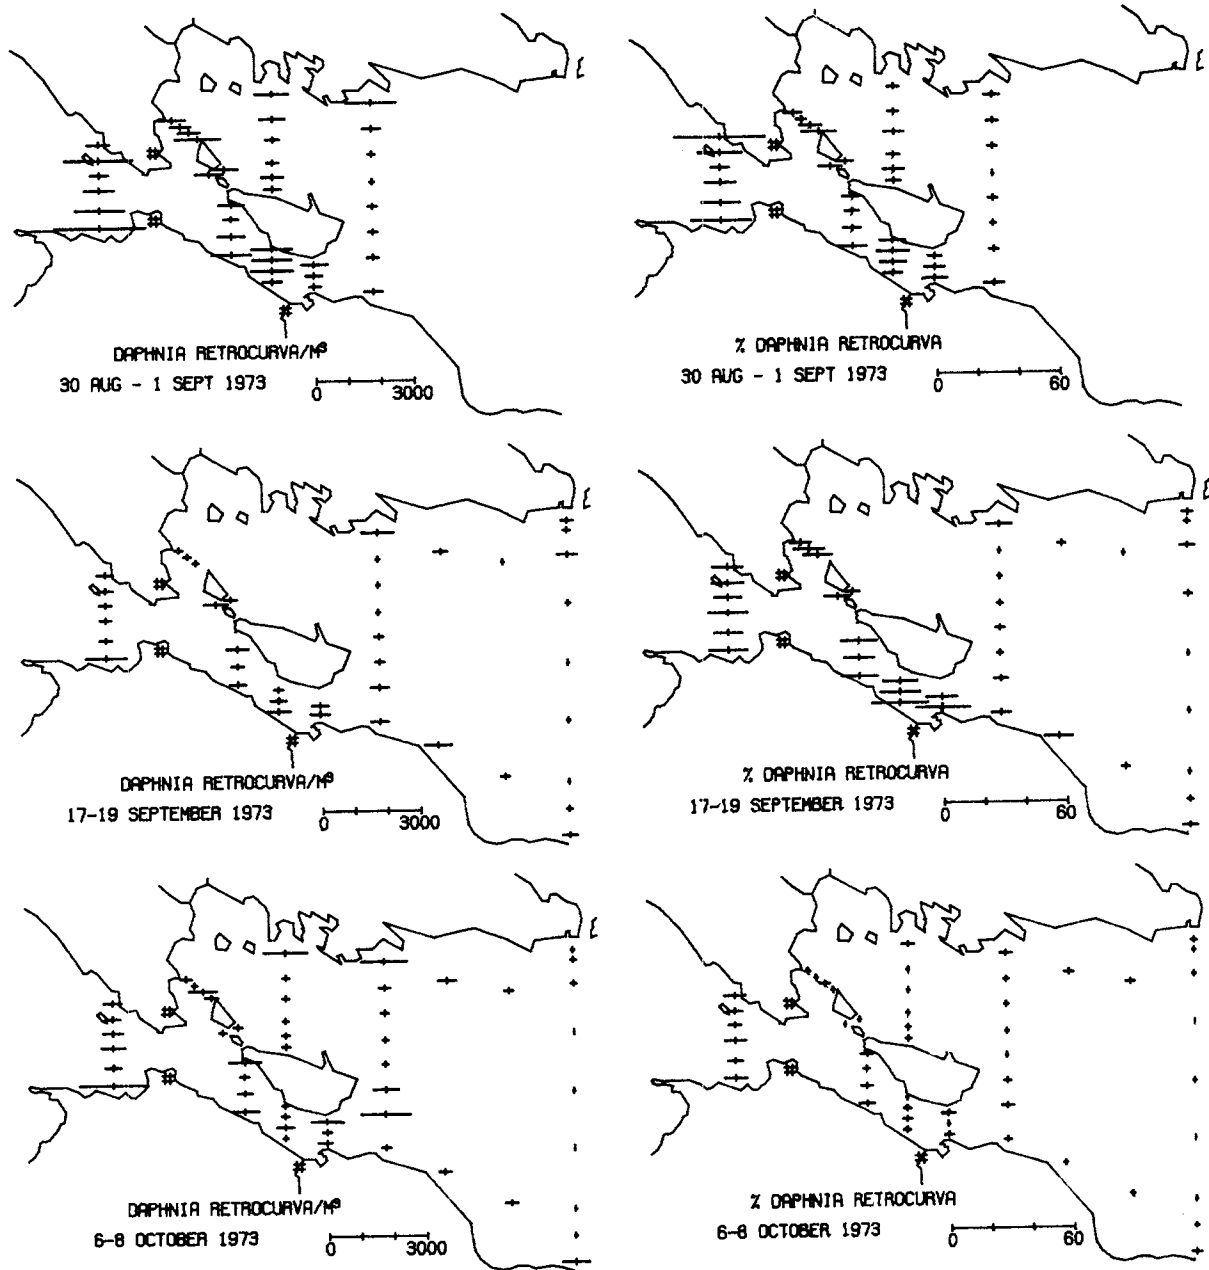 DAPHNIA RETROCURVA/M³
30 AUG - 1 SEPT 1973
0 3000
% DAPHNIA RETROCURVA
30 AUG - 1 SEPT 1973
0 60
DAPHNIA RETROCURVA/M³
17-19 SEPTEMBER 1973
0 3000
% DAPHNIA RETROCURVA
17-19 SEPTEMBER 1973
0 60
DAPHNIA RETROCURVA/M³
6-8 OCTOBER 1973
0 3000
% DAPHNIA RETROCURVA
6-8 OCTOBER 1973
0 60